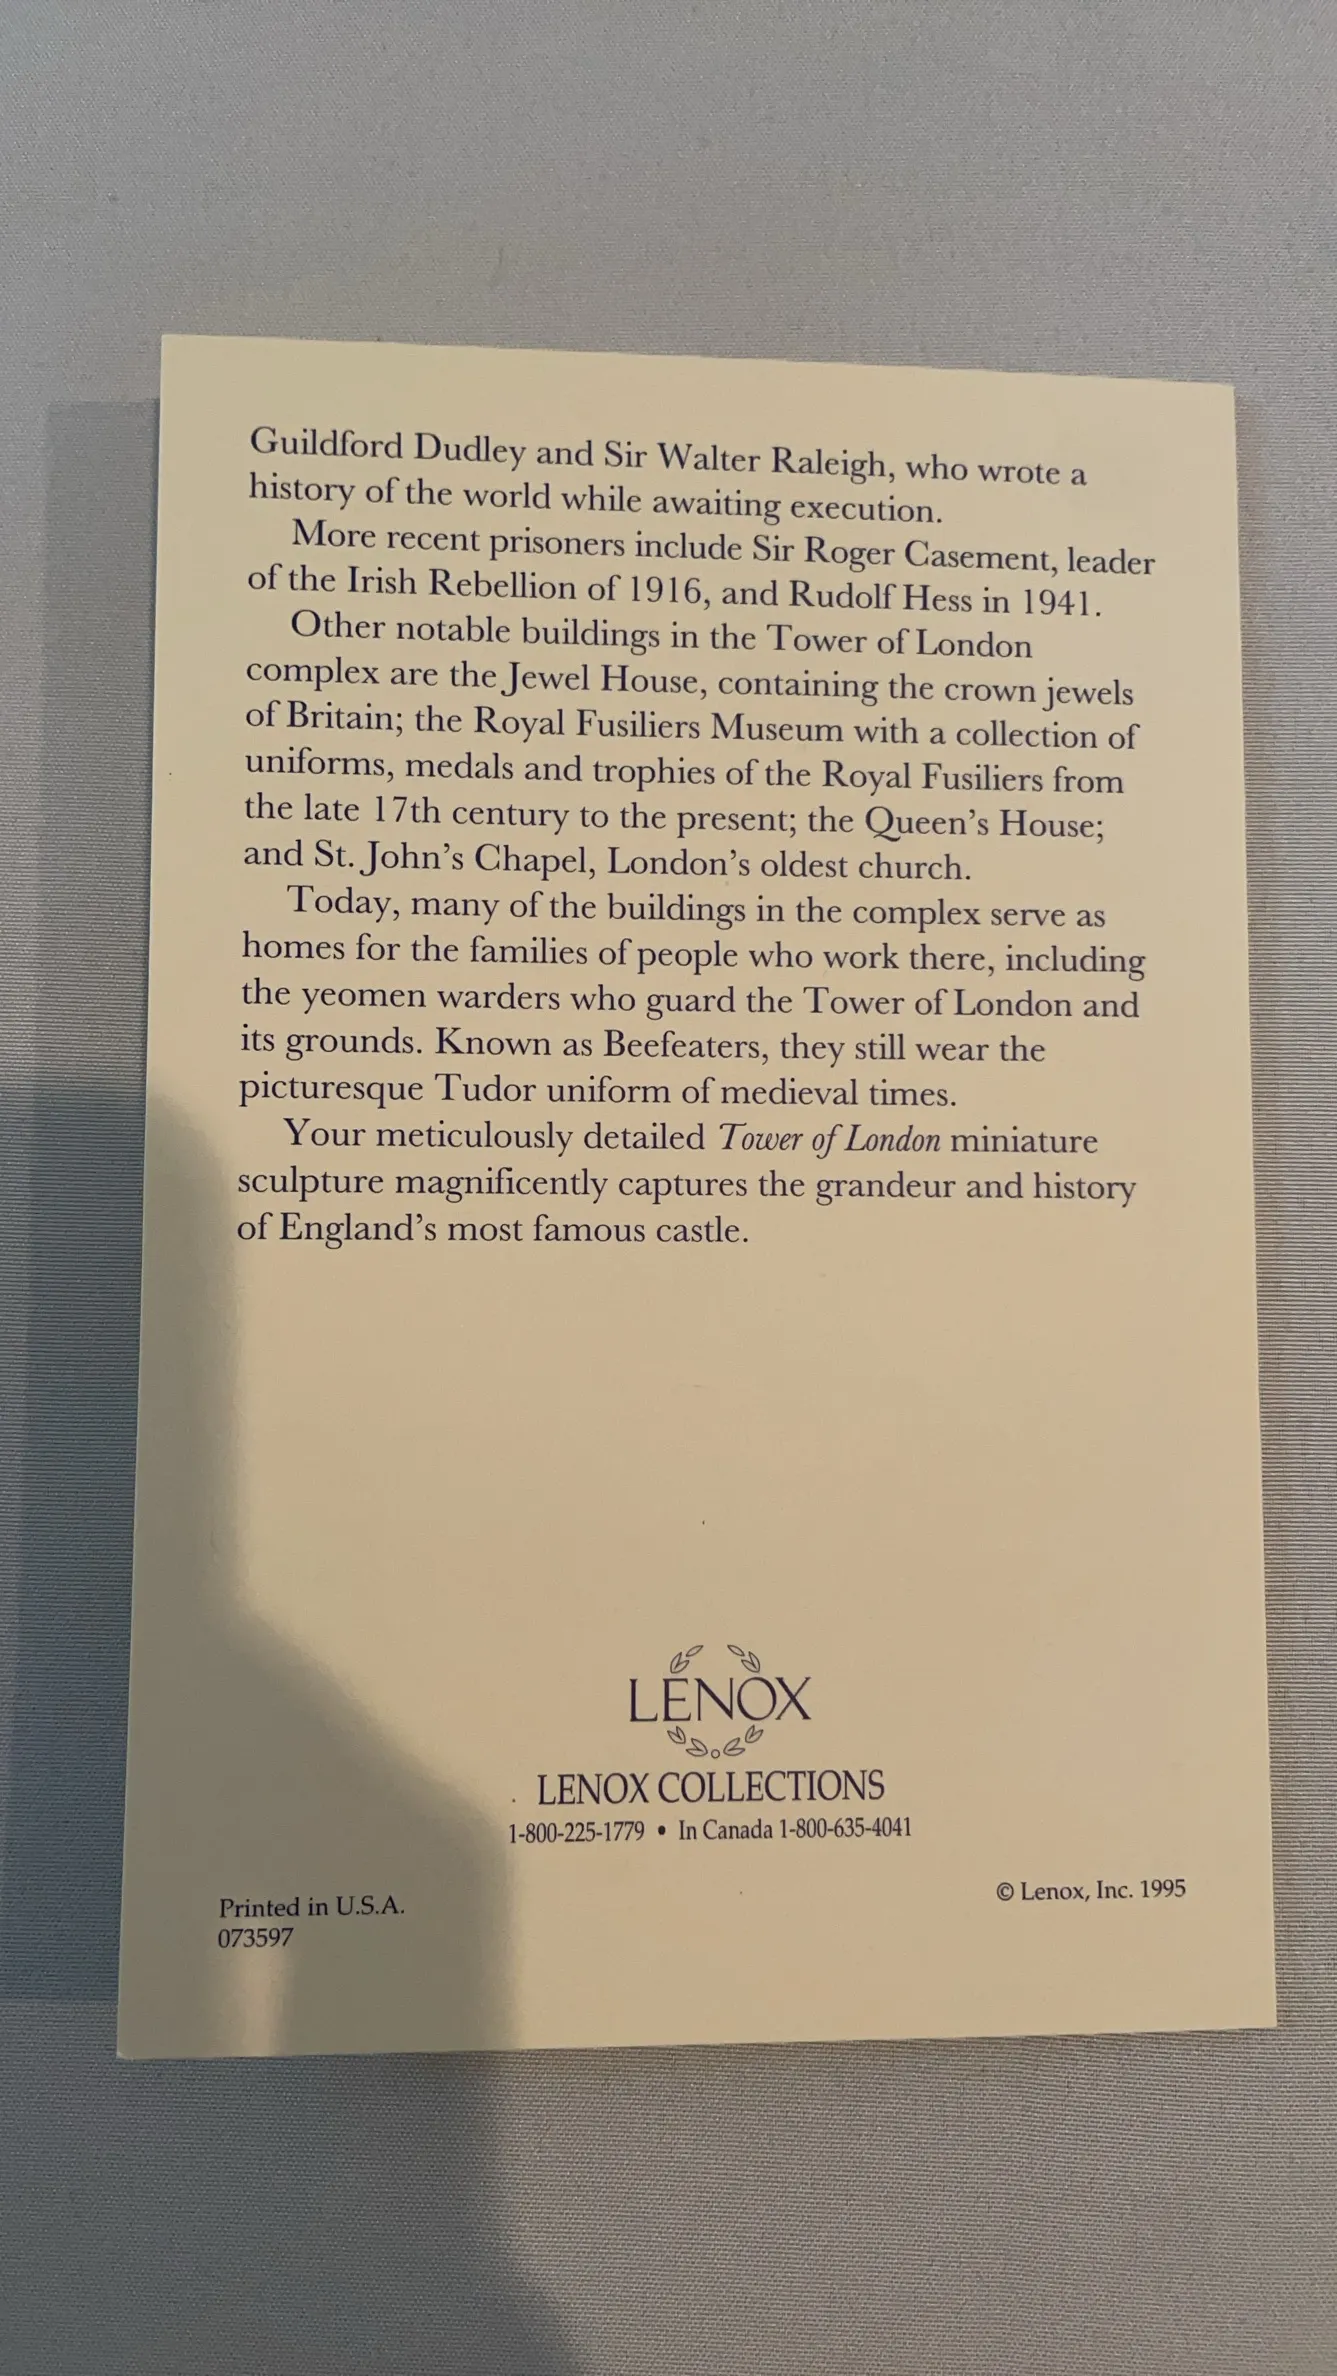 Guildford Dudley and Sir Walter Raleigh, who wrote a
history of the world while awaiting execution.
More recent prisoners include Sir Roger Casement, leader
of the Irish Rebellion of 1916, and Rudolf Hess in 1941.
Other notable buildings in the Tower of London
complex are the Jewel House, containing the crown jewels
of Britain; the Royal Fusiliers Museum with a collection of
uniforms, medals and trophies of the Royal Fusiliers from
the late 17th century to the present; the Queen's House;
and St. John's Chapel, London's oldest church.
Today, many of the buildings in the complex serve as
homes for the families of people who work there, including
the yeomen warders who guard the Tower of London and
its grounds. Known as Beefeaters, they still wear the
picturesque Tudor uniform of medieval times.
Your meticulously detailed Tower of London miniature
sculpture magnificently captures the grandeur and history
of England's most famous castle.
LENOX
LENOX COLLECTIONS
1-800-225-1779 • In Canada 1-800-635-4041
© Lenox, Inc. 1995
Printed in U.S.A.
073597